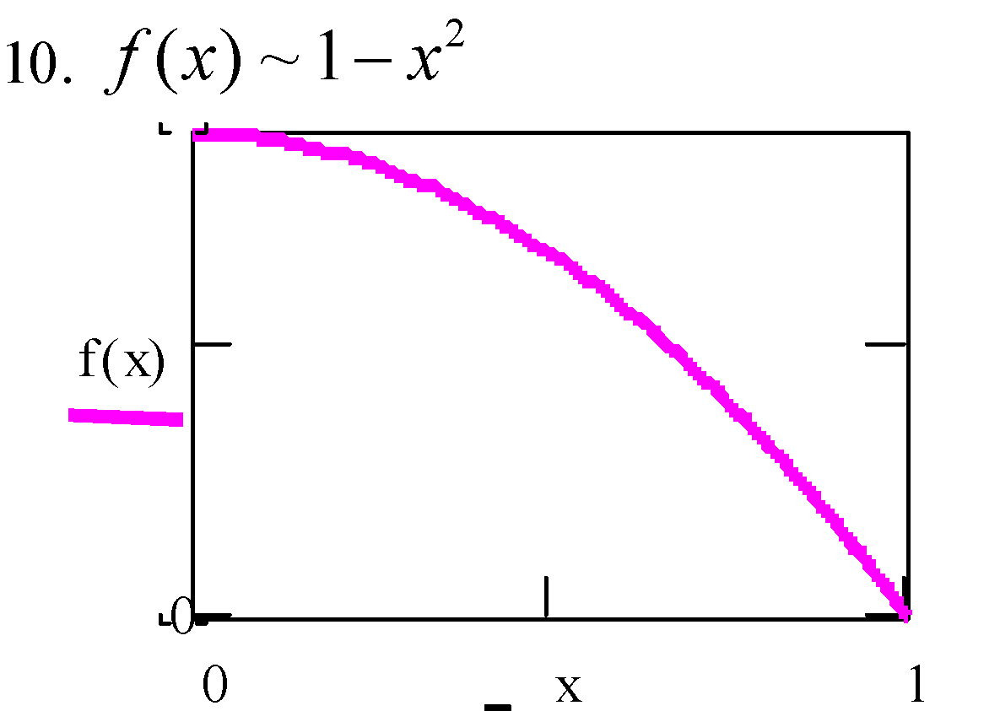 10. f(x) ~ 1 − x²
f(x)
0
0 x 1